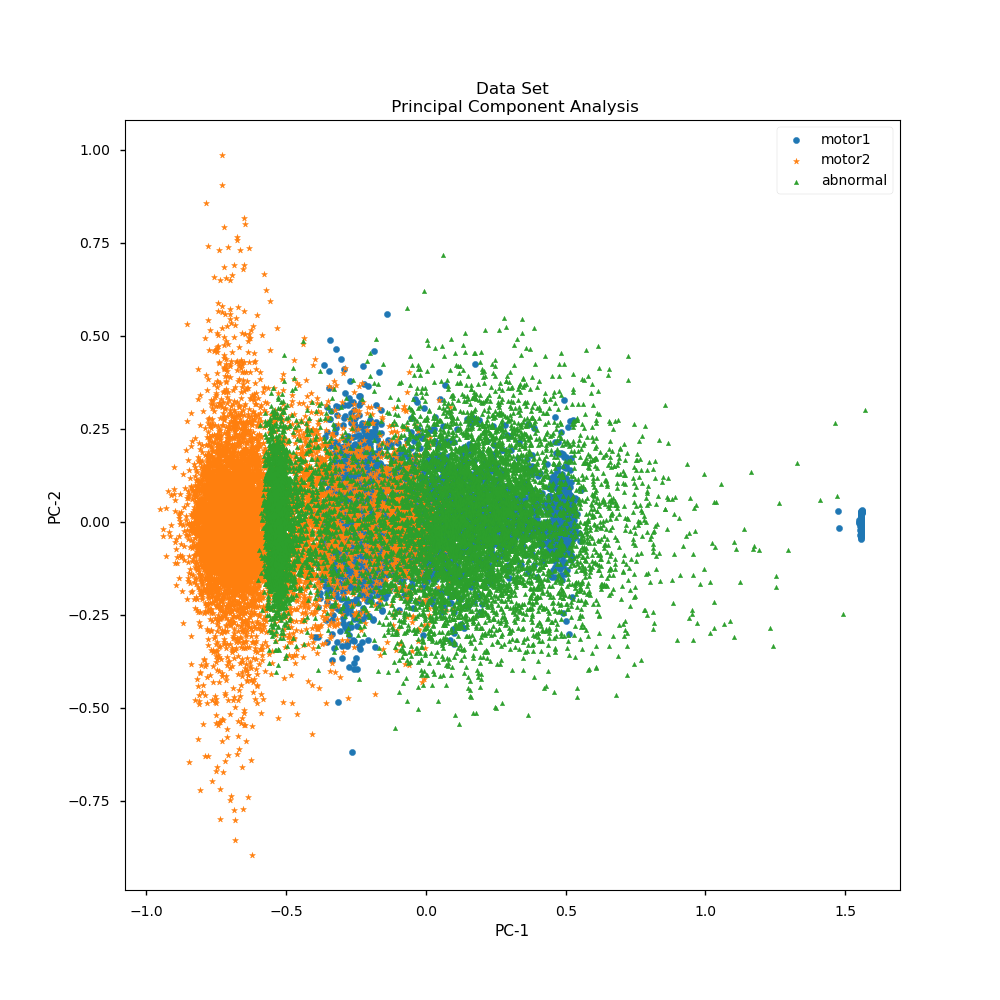 Data Set
Principal Component Analysis
motor1
motor2
abnormal
1.00
0.75
0.50
0.25
0.00
−0.25
−0.50
−0.75
PC-2
−1.0
−0.5
0.0
0.5
1.0
1.5
PC-1